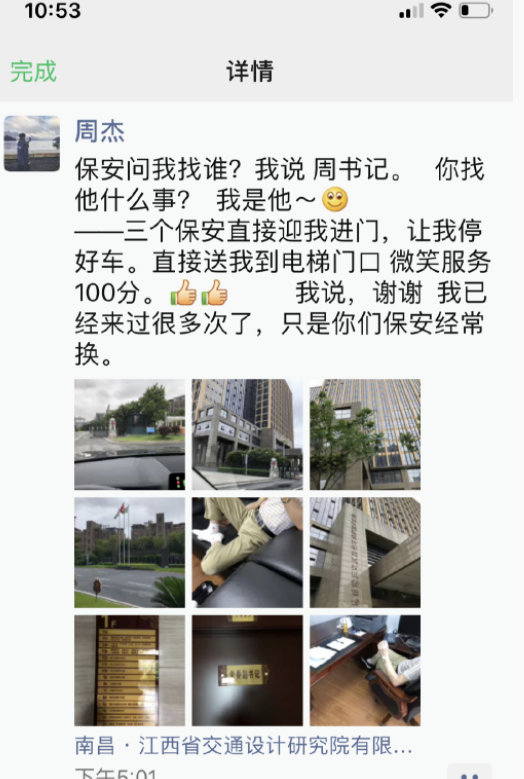 10:53
完成
详情
周杰
保安问我找谁？我说 周书记。 你找
他什么事？ 我是他～
——三个保安直接迎我进门，让我停
好车。直接送我到电梯门口 微笑服务
100分。👍👍 我说，谢谢 我已
经来过很多次了，只是你们保安经常
换。
党委副书记
南昌 · 江西省交通设计研究院有限...
下午5:01